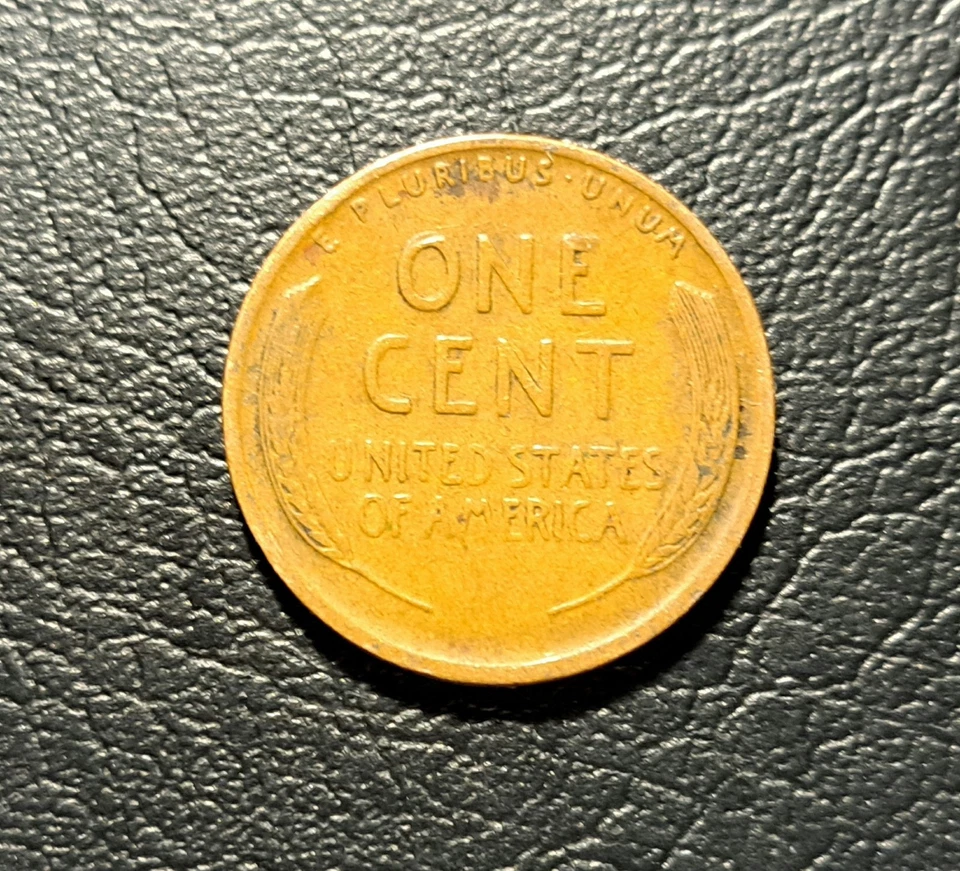 E PLURIBUS · UNUM
ONE
CENT
UNITED STATES
OF AMERICA